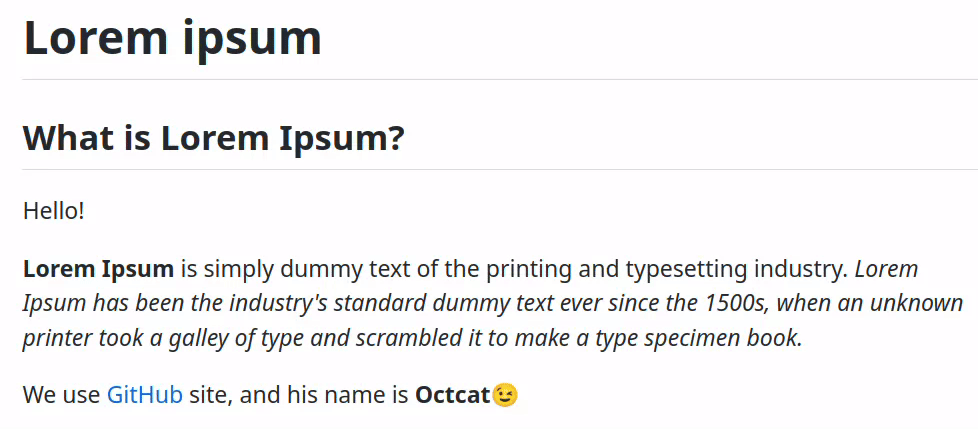 Lorem ipsum
What is Lorem Ipsum?
Hello!
Lorem Ipsum is simply dummy text of the printing and typesetting industry. Lorem
Ipsum has been the industry's standard dummy text ever since the 1500s, when an unknown
printer took a galley of type and scrambled it to make a type specimen book.
We use GitHub site, and his name is Octcat😉